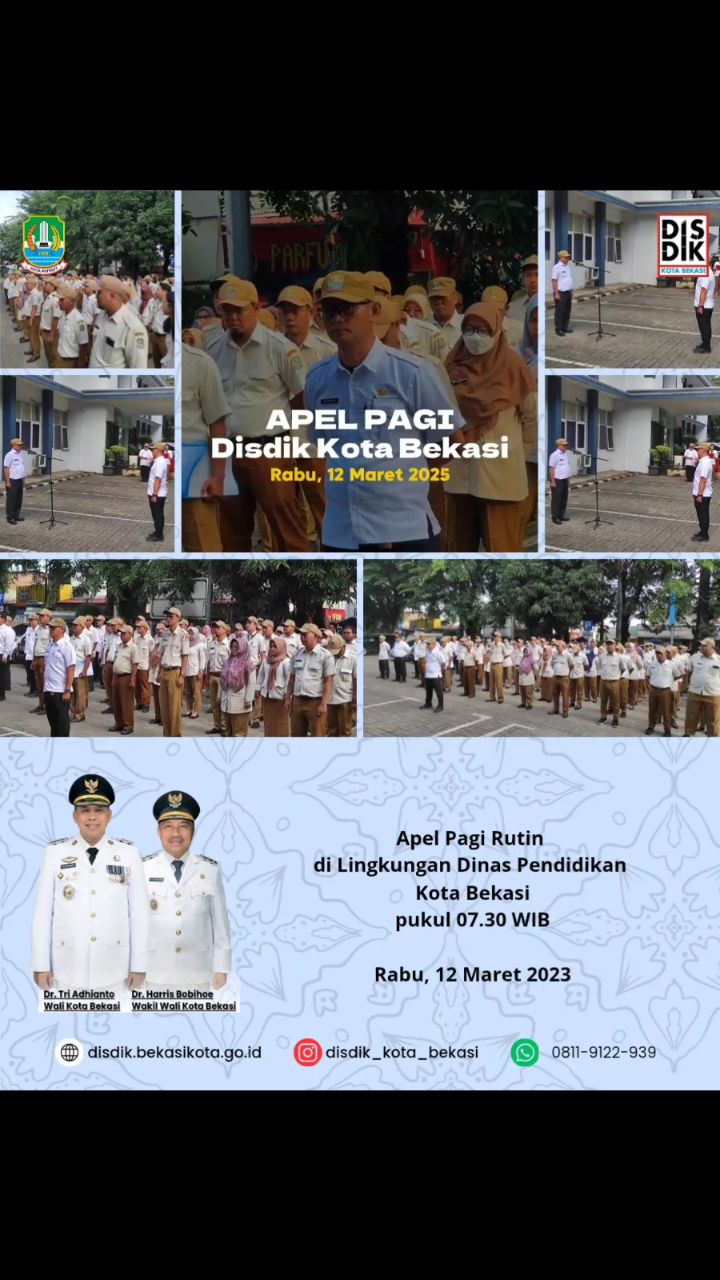 DIS
DIK
KOTA BEKASI
PARFUM
APEL PAGI
Disdik Kota Bekasi
Rabu, 12 Maret 2025
Apel Pagi Rutin
di Lingkungan Dinas Pendidikan
Kota Bekasi
pukul 07.30 WIB
Rabu, 12 Maret 2023
Dr. Tri Adhianto
Wali Kota Bekasi
Dr. Harris Bobihoe
Wakil Wali Kota Bekasi
disdik.bekasikota.go.id
disdik_kota_bekasi
0811-9122-939